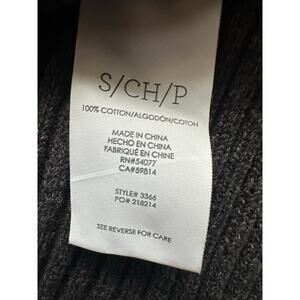 S/CH/P
100% COTTON/ALGODÓN/COTON
MADE IN CHINA
HECHO EN CHINA
FABRIQUÉ EN CHINE
RN#54077
CA#59814
STYLE# 3366
PO# 218214
SEE REVERSE FOR CARE